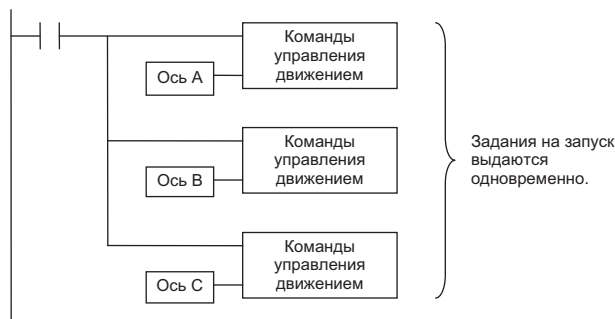 Команды
управления
движением
Ось A
Команды
управления
движением
Ось B
Команды
управления
движением
Ось C
Задания на запуск
выдаются
одновременно.